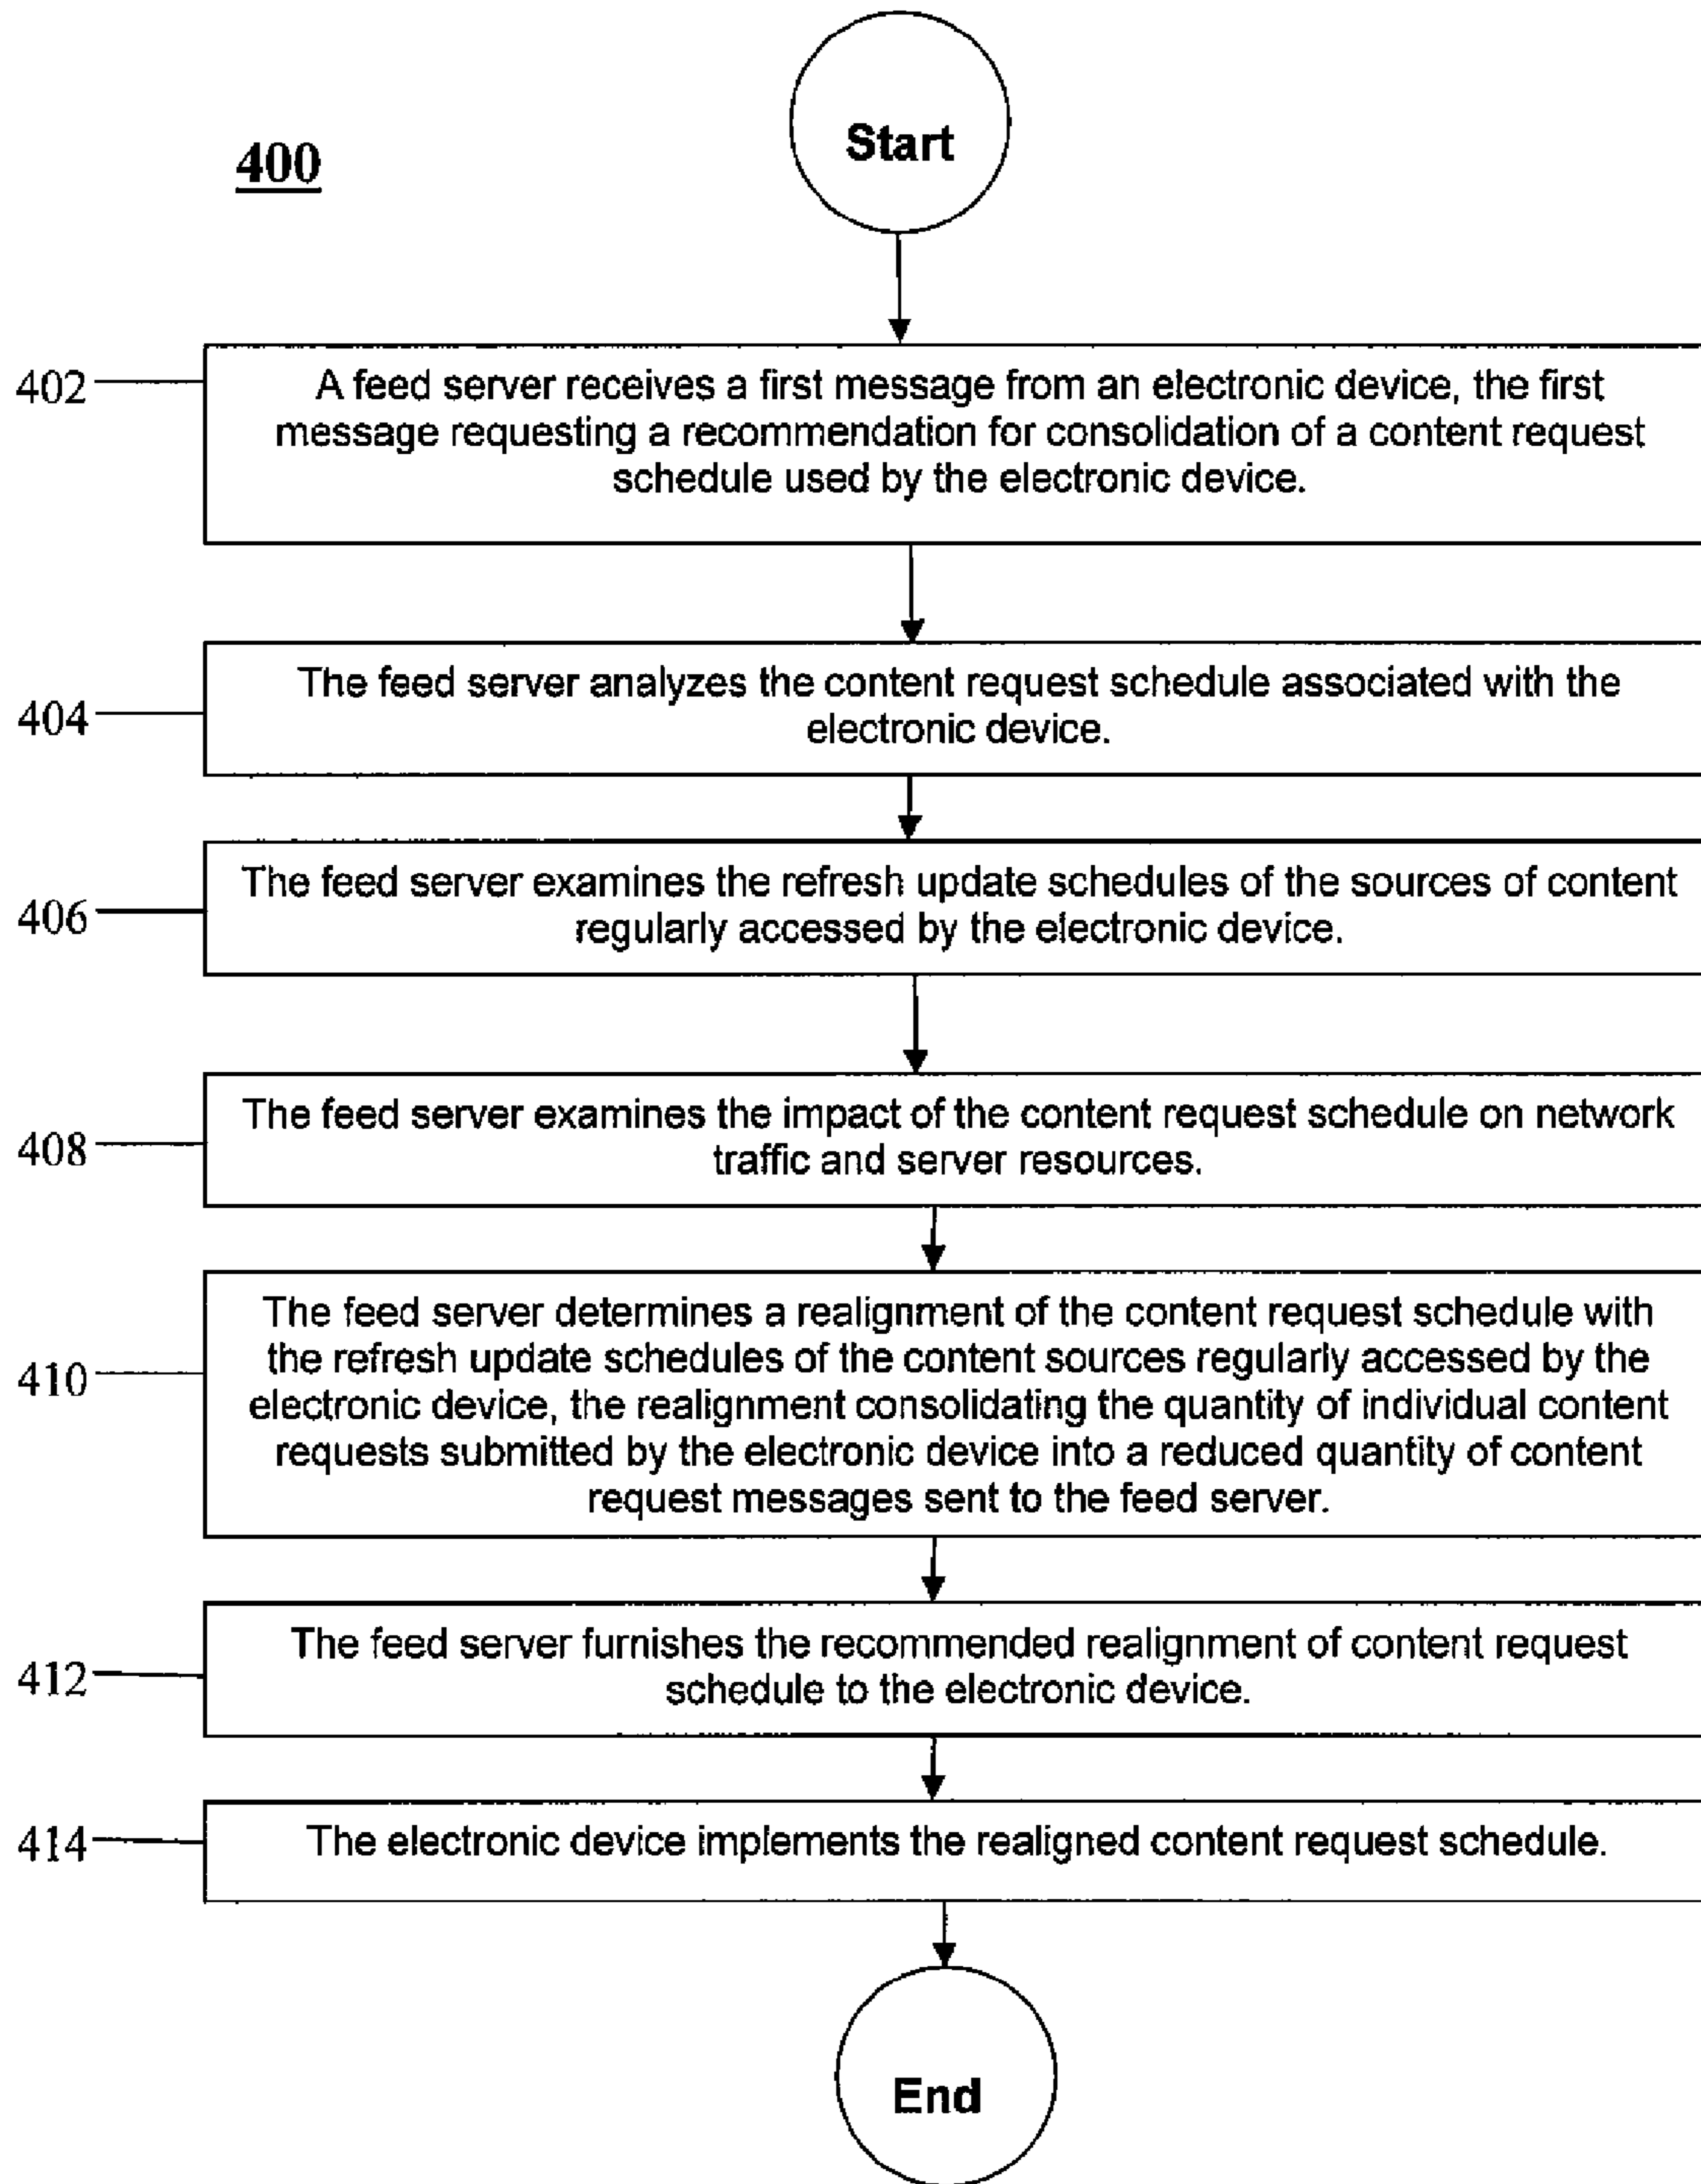 Start
400
402
A feed server receives a first message from an electronic device, the first
message requesting a recommendation for consolidation of a content request
schedule used by the electronic device.
404
The feed server analyzes the content request schedule associated with the
electronic device.
406
The feed server examines the refresh update schedules of the sources of content
regularly accessed by the electronic device.
408
The feed server examines the impact of the content request schedule on network
traffic and server resources.
410
The feed server determines a realignment of the content request schedule with
the refresh update schedules of the content sources regularly accessed by the
electronic device, the realignment consolidating the quantity of individual content
requests submitted by the electronic device into a reduced quantity of content
request messages sent to the feed server.
412
The feed server furnishes the recommended realignment of content request
schedule to the electronic device.
414
The electronic device implements the realigned content request schedule.
End